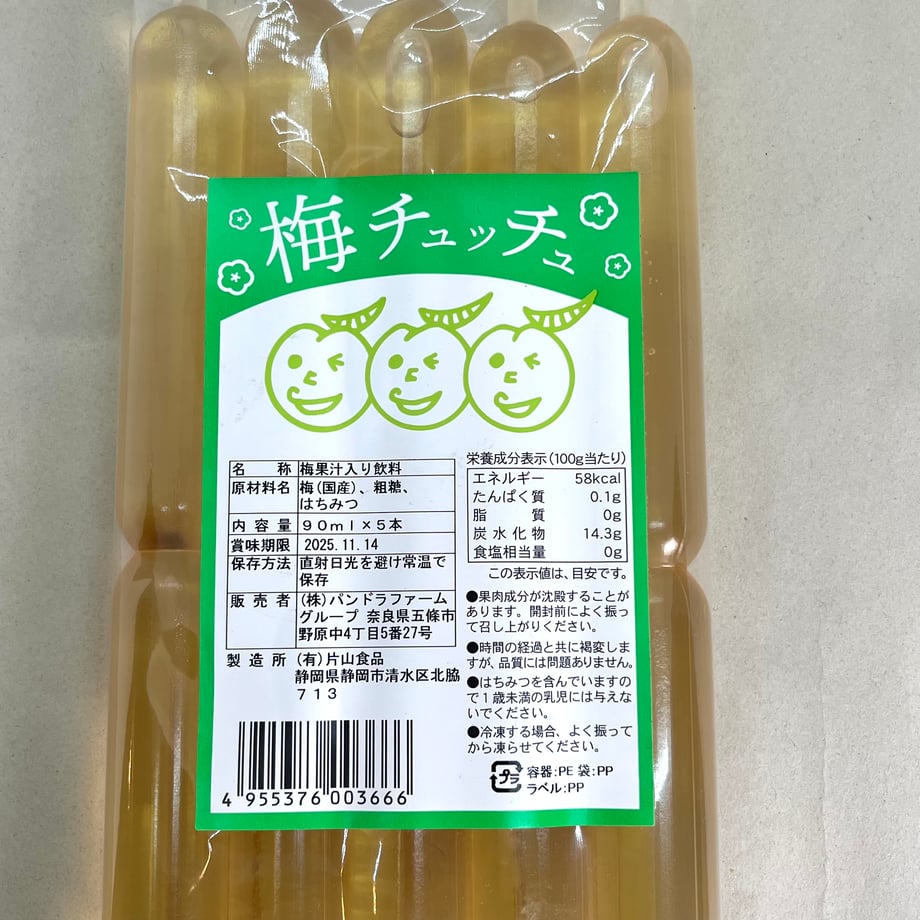 梅チュッチュ
名　称 梅果汁入り飲料
原材料名 梅(国産)、粗糖、
はちみつ
内容量 90ml×5本
賞味期限 2025.11.14
保存方法 直射日光を避け常温で
保存
販売者 (株)パンドラファーム
グループ 奈良県五條市
野原中4丁目5番27号
製造所 (有)片山食品
静岡県静岡市清水区北脇
713
4 955376 003666
栄養成分表示(100g当たり)
エネルギー 58kcal
たんぱく質 0.1g
脂　質 0g
炭水化物 14.3g
食塩相当量 0g
この表示値は、目安です。
●果肉成分が沈殿することが
あります。開封前によく振っ
て召し上がりください。
●時間の経過と共に褐変しま
すが、品質には問題ありません。
●はちみつを含んでいますの
で1歳未満の乳児には与えな
いでください。
●冷凍する場合、よく振って
から凍らせてください。
プラ 容器:PE 袋:PP
ラベル:PP